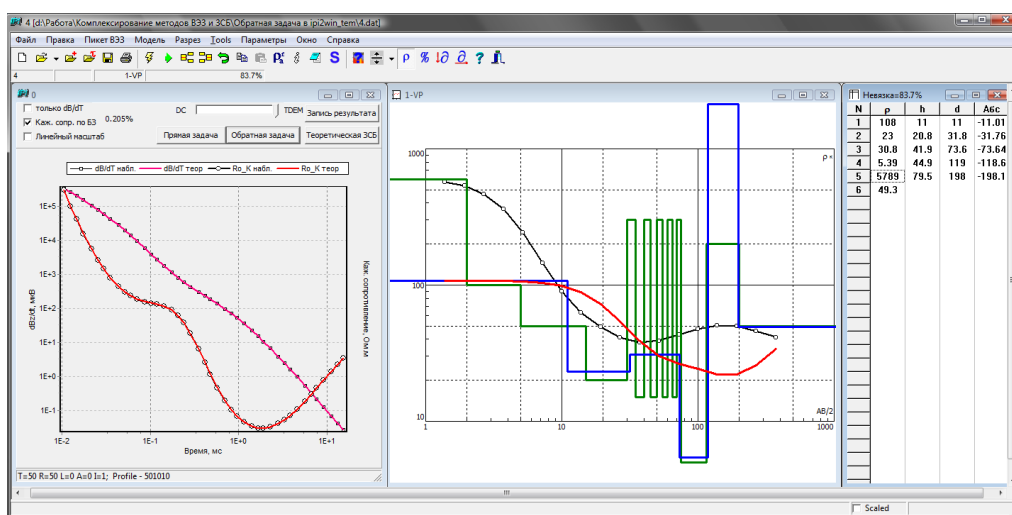 4 [d:\Работа\Комплексирование методов ВЭЗ и ЗСБ\Обратная задача в ipi2win_tem\4.dat]
Файл Правка Пикет ВЭЗ Модель Разрез Tools Параметры Окно Справка
4 1-VP 83.7%
0
только dB/dT
Каж. сопр. по БЗ 0.205%
Линейный масштаб
DC TDEM
Запись результата
Прямая задача Обратная задача Теоретическая ЗСБ
dB/dT набл. dB/dT теор Ro_K набл. Ro_K теор
1E+5
1E+4
1E+3
1E+2
1E+1
1E+0
1E-1
dBz/dt, мкВ
Каж. сопротивление, Ом.м
1E-2 1E-1 1E+0 1E+1
Время, мс
T=50 R=50 L=0 A=0 I=1; Profile - 501010
1-VP
1000
100
10
1 10 100 1000
AB/2
Невязка=83.7%
N ρ h d Абс
1 108 11 11 -11.01
2 23 20.8 31.8 -31.76
3 30.8 41.9 73.6 -73.64
4 5.39 44.9 119 -118.6
5 5789 79.5 198 -198.1
6 49.3
Scaled